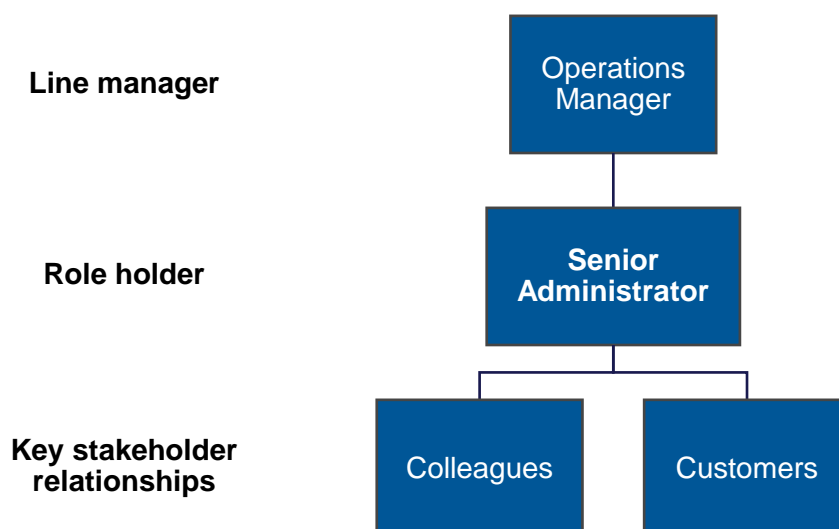 Line manager
Operations
Manager
Role holder
Senior
Administrator
Key stakeholder
relationships
Colleagues
Customers